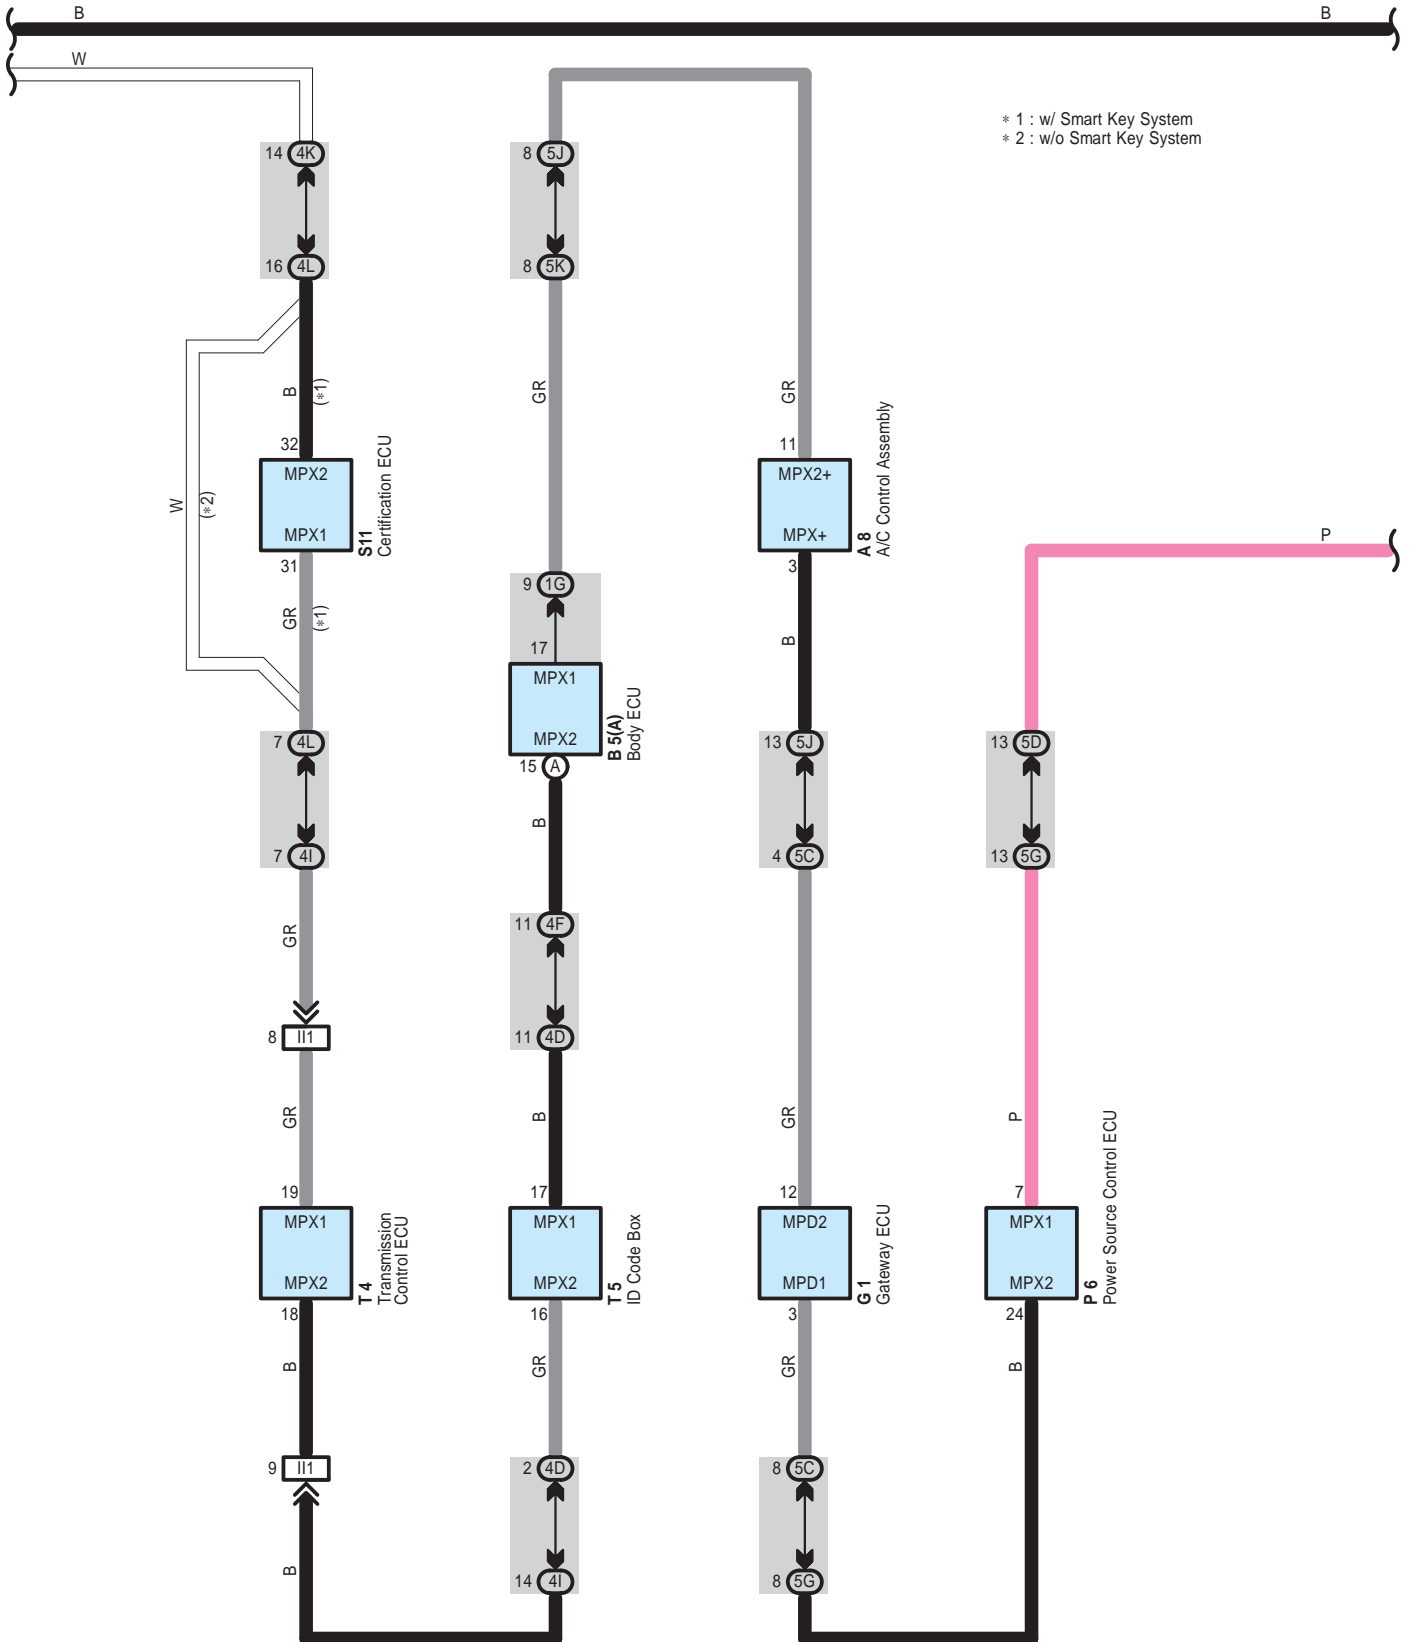 B
B
W
* 1 : w/ Smart Key System
* 2 : w/o Smart Key System
14 4K
16 4L
B
(*1)
W
(*2)
32
MPX2
MPX1
S11
Certification ECU
31
GR
(*1)
7 4L
7 4I
GR
8 II1
GR
19
MPX1
MPX2
T 4
Transmission
Control ECU
18
B
9 II1
B
8 5J
8 5K
GR
9 1G
17
MPX1
MPX2
B 5(A)
Body ECU
15 A
B
11 4F
11 4D
B
17
MPX1
MPX2
T 5
ID Code Box
16
GR
2 4D
14 4I
GR
11
MPX2+
MPX+
A 8
A/C Control Assembly
3
B
13 5J
4 5C
GR
12
MPD2
MPD1
G 1
Gateway ECU
3
GR
8 5C
8 5G
P
13 5D
13 5G
P
7
MPX1
MPX2
P 6
Power Source Control ECU
24
B